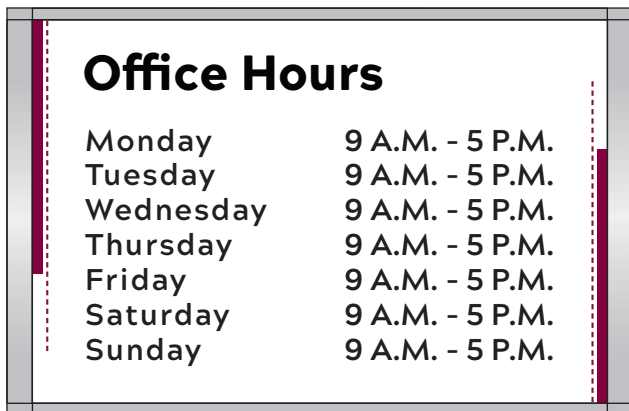 Office Hours
Monday 9 A.M. - 5 P.M.
Tuesday 9 A.M. - 5 P.M.
Wednesday 9 A.M. - 5 P.M.
Thursday 9 A.M. - 5 P.M.
Friday 9 A.M. - 5 P.M.
Saturday 9 A.M. - 5 P.M.
Sunday 9 A.M. - 5 P.M.